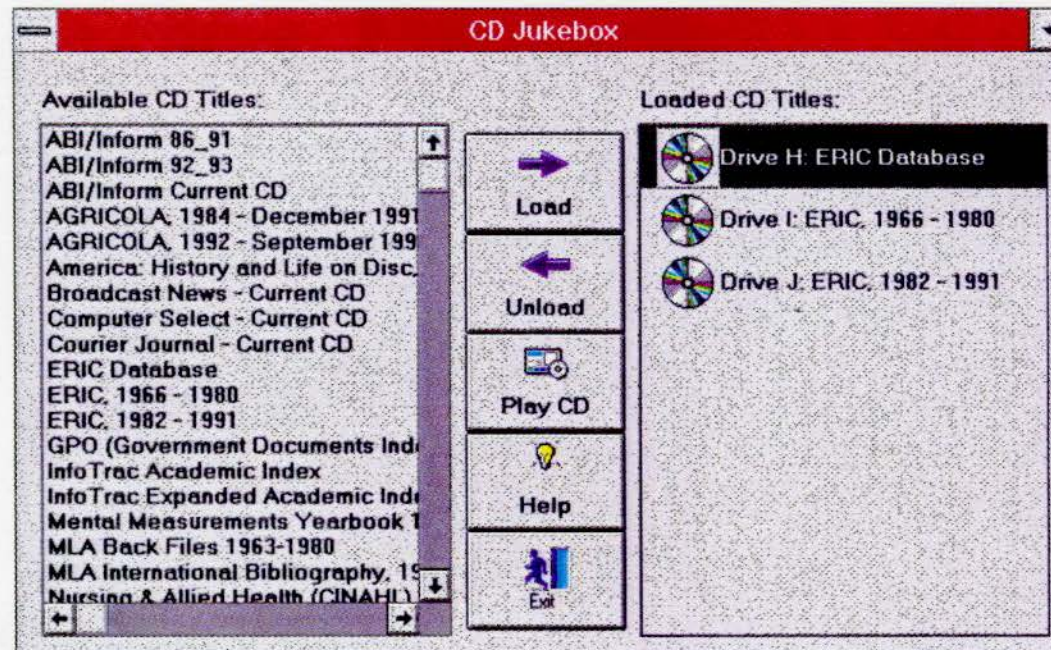 CD Jukebox
Available CD Titles:
ABI/Inform 86_91
ABI/Inform 92_93
ABI/Inform Current CD
AGRICOLA, 1984 - December 1991
AGRICOLA, 1992 - September 199
America: History and Life on Disc,
Broadcast News - Current CD
Computer Select - Current CD
Courier Journal - Current CD
ERIC Database
ERIC, 1966 - 1980
ERIC, 1982 - 1991
GPO (Government Documents Inde
InfoTrac Academic Index
InfoTrac Expanded Academic Inde
Mental Measurements Yearbook 1
MLA Back Files 1963-1980
MLA International Bibliography, 19
Nursing & Allied Health (CINAHL)
Load
Unload
Play CD
Help
Exit
Loaded CD Titles:
Drive H: ERIC Database
Drive I: ERIC, 1966 - 1980
Drive J: ERIC, 1982 - 1991